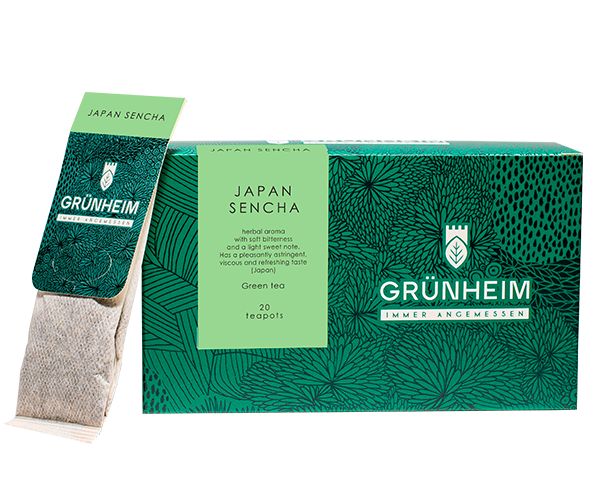 JAPAN SENCHA
GRÜNHEIM
IMMER ANGEMESSEN
GRÜNHEIM
JAPAN SENCHA
JAPAN
SENCHA
herbal aroma
with soft bitterness
and a light sweet note.
Has a pleasantly astringent,
viscous and refreshing taste
(Japan)
Green tea
20
teapots
GRÜNHEIM
IMMER ANGEMESSEN